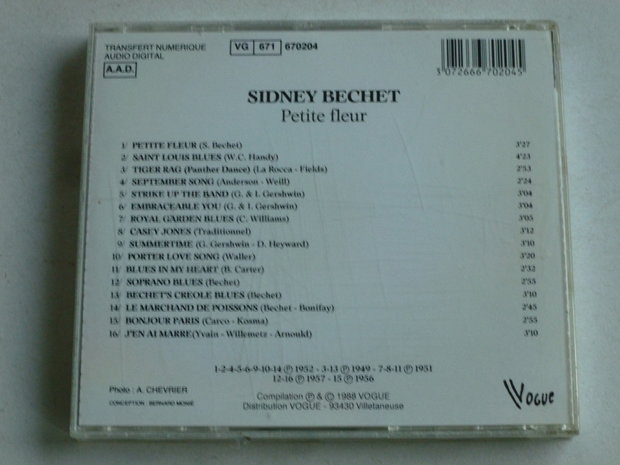 TRANSFERT NUMERIQUE
AUDIO DIGITAL
A.A.D.
VG 671 670204
3 072666 702045
SIDNEY BECHET
Petite fleur
1/ PETITE FLEUR (S. Bechet) 3'27
2/ SAINT LOUIS BLUES (W.C. Handy) 4'23
3/ TIGER RAG (Panther Dance) (La Rocca - Fields) 2'53
4/ SEPTEMBER SONG (Anderson - Weill) 2'24
5/ STRIKE UP THE BAND (G. & I. Gershwin) 3'04
6/ EMBRACEABLE YOU (G. & I. Gershwin) 3'04
7/ ROYAL GARDEN BLUES (C. Williams) 3'05
8/ CASEY JONES (Traditionnel) 3'12
9/ SUMMERTIME (G. Gershwin - D. Heyward) 3'10
10/ PORTER LOVE SONG (Waller) 3'20
11/ BLUES IN MY HEART (B. Carter) 2'32
12/ SOPRANO BLUES (Bechet) 2'55
13/ BECHET'S CREOLE BLUES (Bechet) 3'10
14/ LE MARCHAND DE POISSONS (Bechet - Bonifay) 2'45
15/ BONJOUR PARIS (Carco - Kosma) 2'55
16/ J'EN AI MARRE(Yvain - Willemetz - Arnould) 3'10
1-2-4-5-6-9-10-14 ℗ 1952 - 3-13 ℗ 1949 - 7-8-11 ℗ 1951
12-16 ℗ 1957 - 15 ℗ 1956
Photo : A. CHEVRIER
CONCEPTION : BERNARD MONIÉ
Compilation ℗ & © 1988 VOGUE
Distribution VOGUE - 93430 Villetaneuse
VOGUE